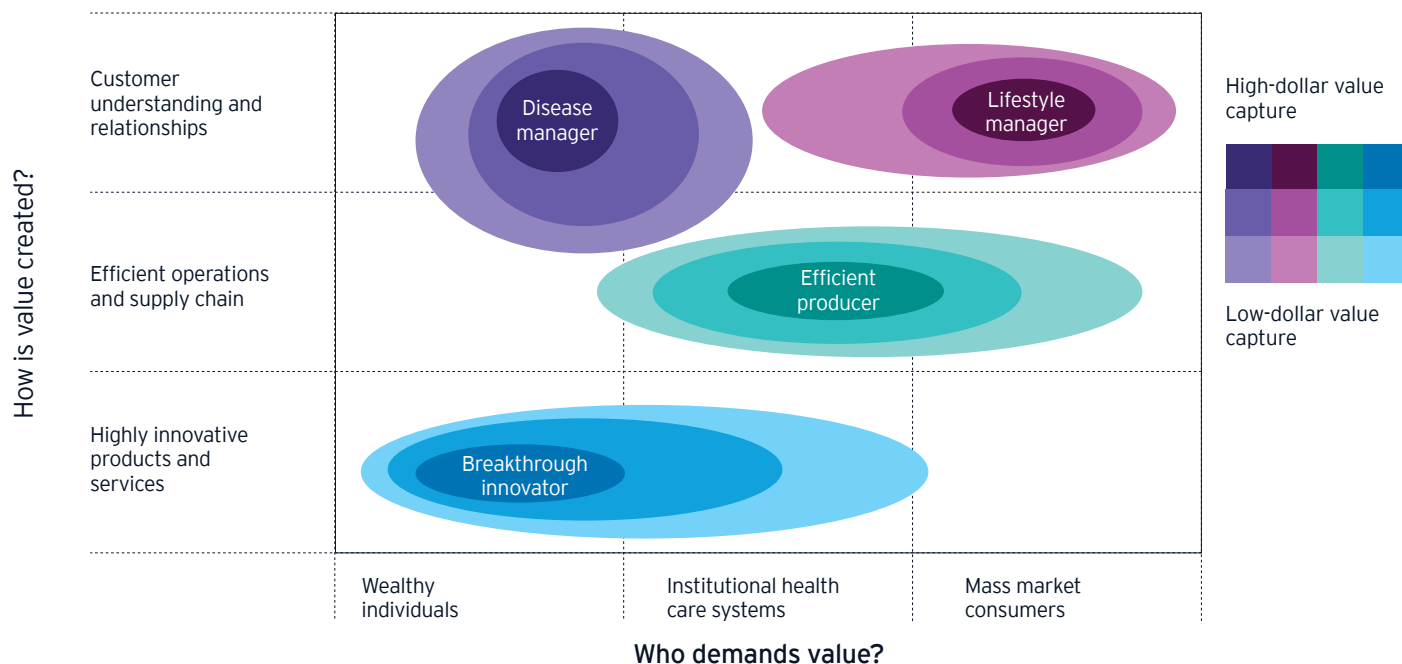 How is value created?
Customer
understanding and
relationships
Efficient operations
and supply chain
Highly innovative
products and
services
Disease
manager
Lifestyle
manager
Efficient
producer
Breakthrough
innovator
High-dollar value
capture
Low-dollar value
capture
Wealthy
individuals
Institutional health
care systems
Mass market
consumers
Who demands value?